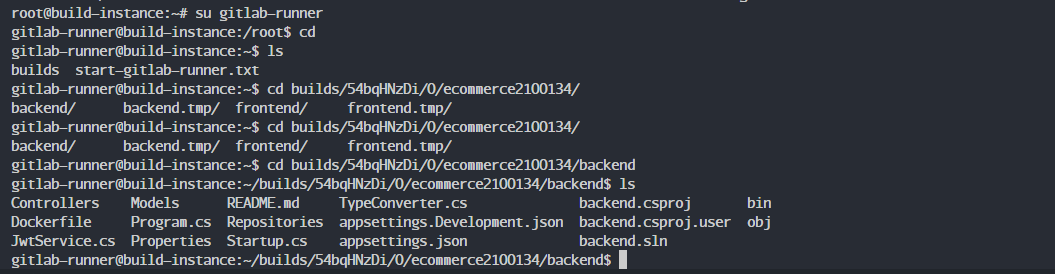 root@build-instance:~# su gitlab-runner
gitlab-runner@build-instance:/root$ cd
gitlab-runner@build-instance:~$ ls
builds  start-gitlab-runner.txt
gitlab-runner@build-instance:~$ cd builds/54bqHNzDi/0/ecommerce2100134/
backend/      backend.tmp/  frontend/     frontend.tmp/
gitlab-runner@build-instance:~$ cd builds/54bqHNzDi/0/ecommerce2100134/
backend/      backend.tmp/  frontend/     frontend.tmp/
gitlab-runner@build-instance:~$ cd builds/54bqHNzDi/0/ecommerce2100134/backend
gitlab-runner@build-instance:~/builds/54bqHNzDi/0/ecommerce2100134/backend$ ls
Controllers   Models      README.md     TypeConverter.cs              backend.csproj       bin
Dockerfile    Program.cs  Repositories  appsettings.Development.json  backend.csproj.user  obj
JwtService.cs  Properties  Startup.cs    appsettings.json              backend.sln
gitlab-runner@build-instance:~/builds/54bqHNzDi/0/ecommerce2100134/backend$